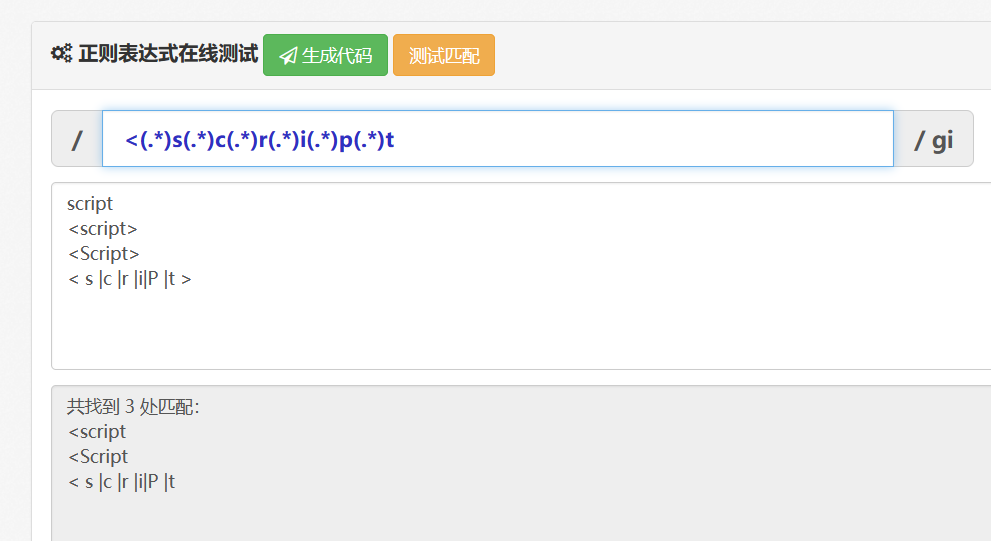 正则表达式在线测试 生成代码 测试匹配
/ <(.*)s(.*)c(.*)r(.*)i(.*)p(.*)t / gi
script
<script>
<Script>
< s |c |r |i|P |t >
共找到 3 处匹配：
<script
<Script
< s |c |r |i|P |t